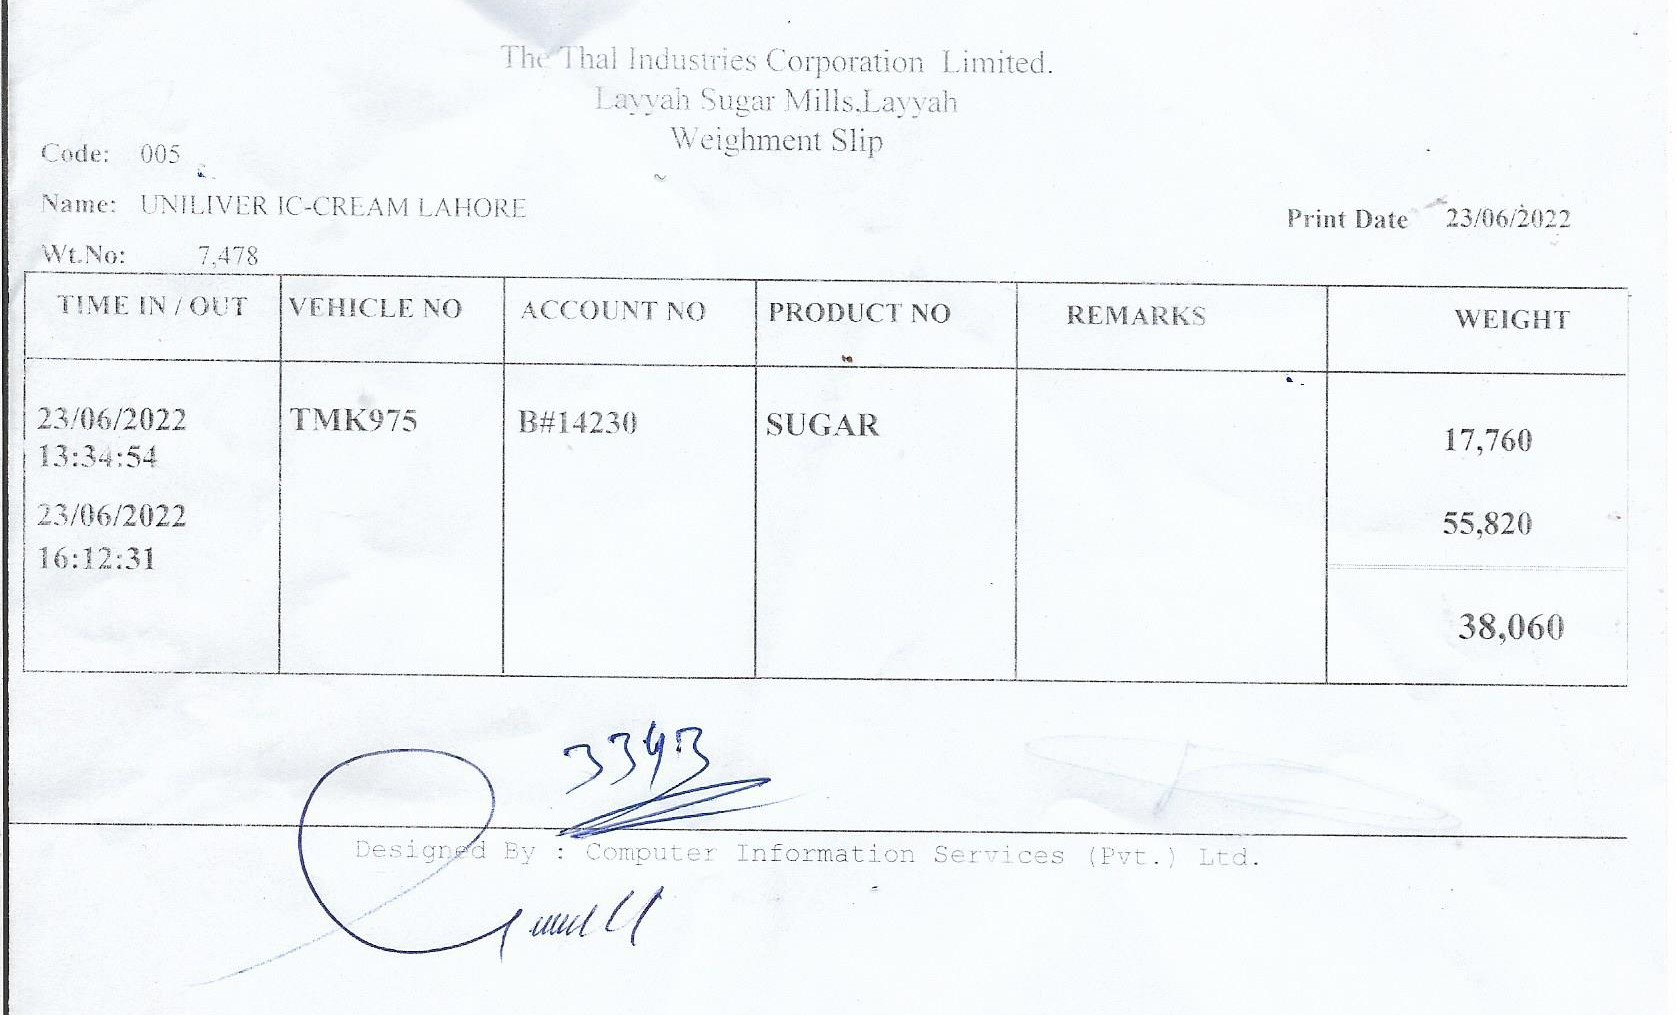 The Thal Industries Corporation Limited.
Layyah Sugar Mills,Layyah
Weighment Slip
Code: 005
Name: UNILIVER IC-CREAM LAHORE
Print Date 23/06/2022
Wt.No: 7,478
TIME IN / OUT VEHICLE NO ACCOUNT NO PRODUCT NO REMARKS WEIGHT
23/06/2022 TMK975 B#14230 SUGAR 17,760
13:34:54
23/06/2022 55,820
16:12:31
38,060
3393
Designed By : Computer Information Services (Pvt.) Ltd.